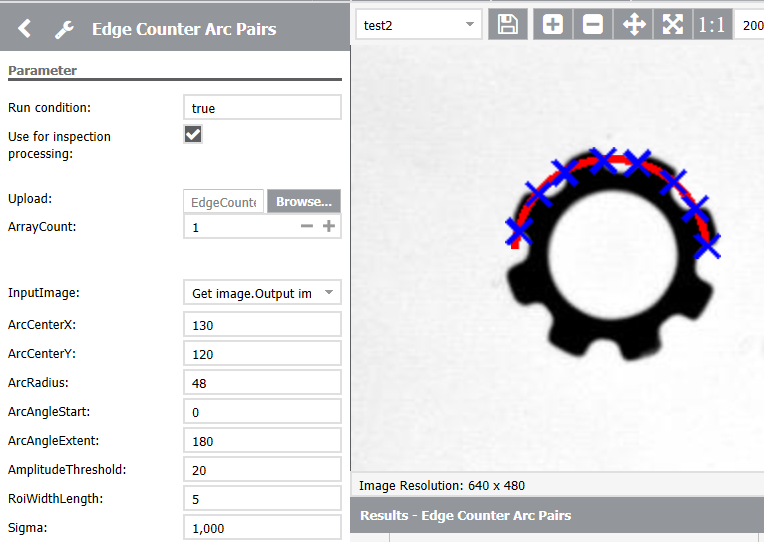 Edge Counter Arc Pairs
test2
1:1
200
Parameter
Run condition:
true
Use for inspection
processing:
Upload:
EdgeCounte
Browse...
ArrayCount:
1
InputImage:
Get image.Output im
ArcCenterX:
130
ArcCenterY:
120
ArcRadius:
48
ArcAngleStart:
0
ArcAngleExtent:
180
AmplitudeThreshold:
20
RoiWidthLength:
5
Sigma:
1,000
Image Resolution: 640 x 480
Results - Edge Counter Arc Pairs